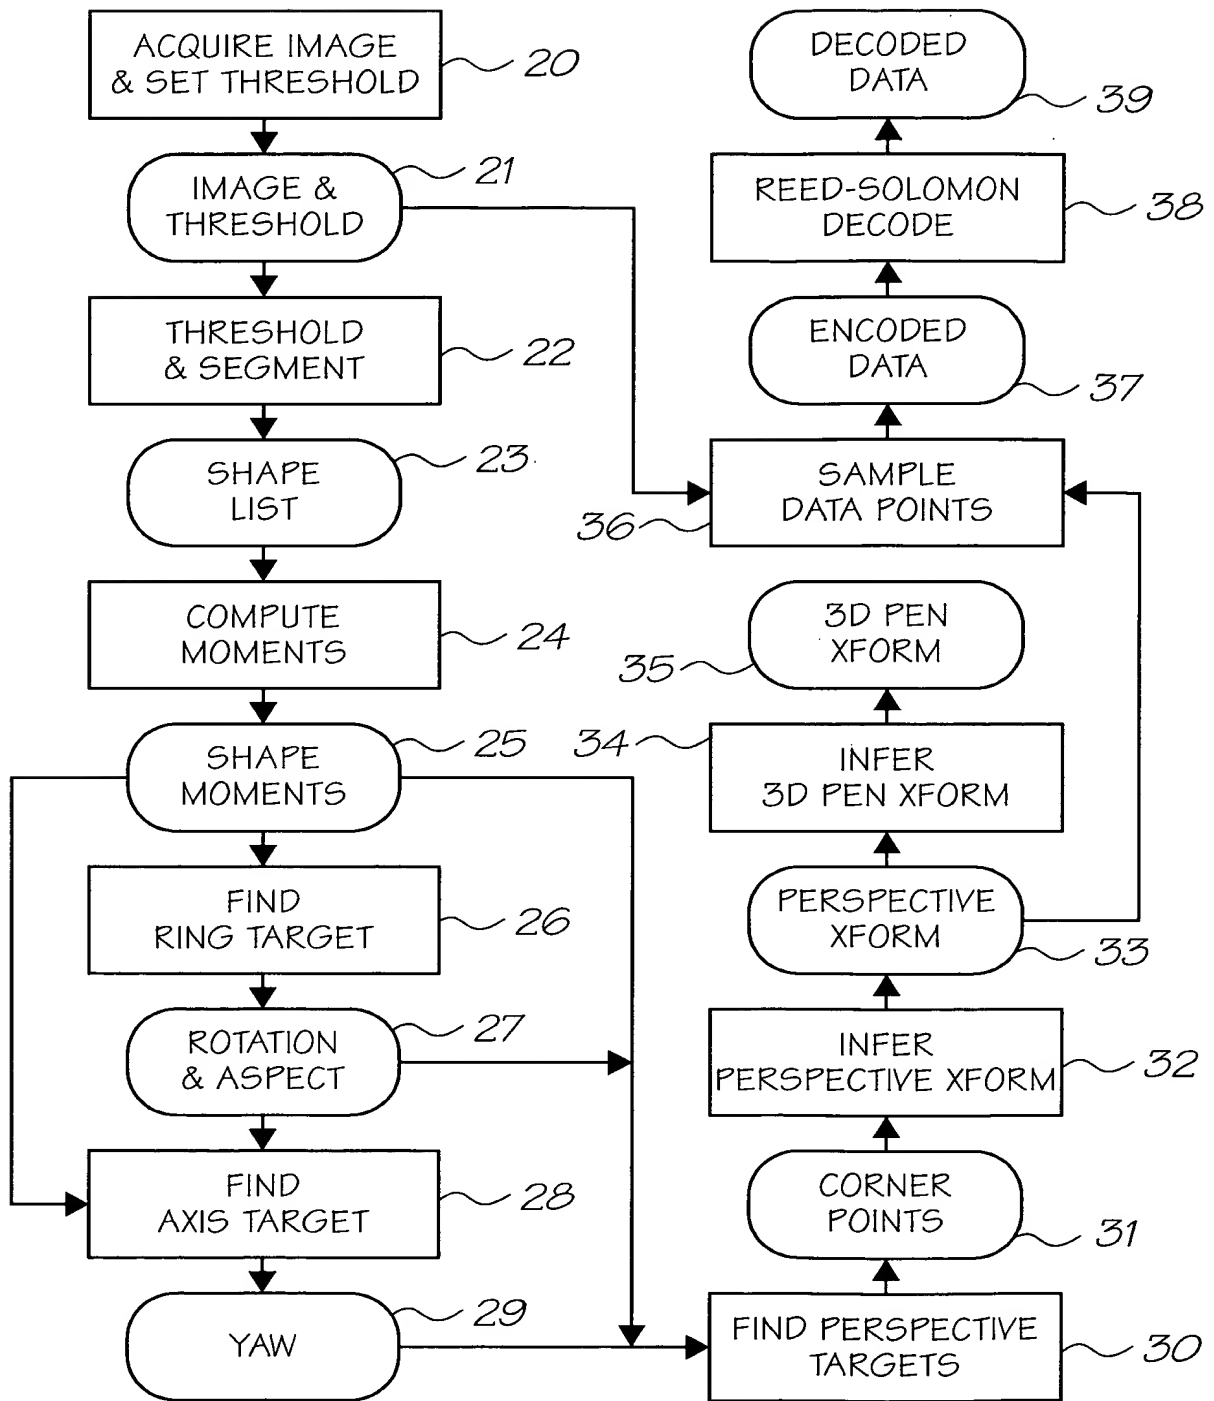 ACQUIRE IMAGE
& SET THRESHOLD
20
IMAGE &
THRESHOLD
21
THRESHOLD
& SEGMENT
22
SHAPE
LIST
23
COMPUTE
MOMENTS
24
SHAPE
MOMENTS
25
FIND
RING TARGET
26
ROTATION
& ASPECT
27
FIND
AXIS TARGET
28
YAW
29
DECODED
DATA
39
REED-SOLOMON
DECODE
38
ENCODED
DATA
37
SAMPLE
DATA POINTS
36
3D PEN
XFORM
35
34
INFER
3D PEN XFORM
PERSPECTIVE
XFORM
33
INFER
PERSPECTIVE XFORM
32
CORNER
POINTS
31
FIND PERSPECTIVE
TARGETS
30